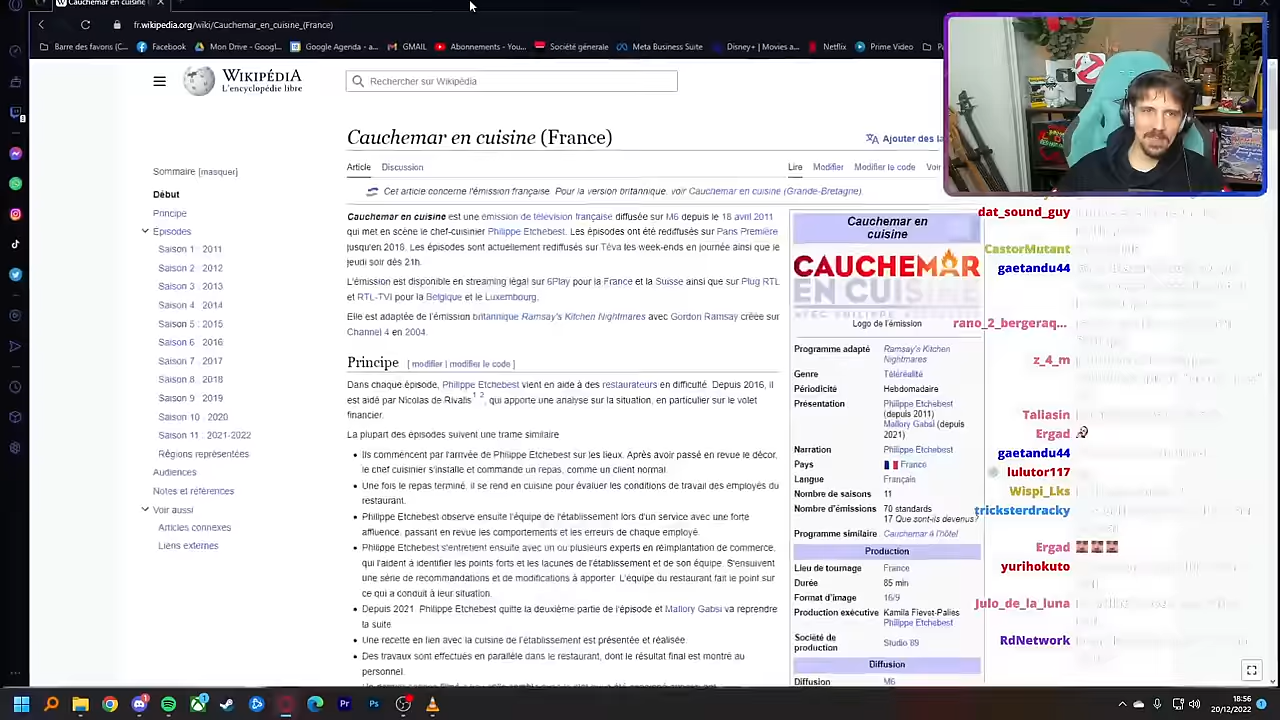 Cauchemar en cuisine (
fr.wikipedia.org/wiki/Cauchemar_en_cuisine_(France)
Barre des favoris (C...
Facebook
Mon Drive - Googl...
Google Agenda - a...
GMAIL
Abonnements - You...
Société génerale
Meta Business Suite
Disney+ | Movies a...
Netflix
Prime Video
WIKIPÉDIA
L'encyclopédie libre
Rechercher sur Wikipédia
Cauchemar en cuisine (France)
Ajouter des la
Article
Discussion
Lire
Modifier
Modifier le code
Voir
Cet article concerne l'émission française. Pour la version britannique, voir Cauchemar en cuisine (Grande-Bretagne).
Sommaire [masquer]
Début
Principe
Épisodes
Saison 1 : 2011
Saison 2 : 2012
Saison 3 : 2013
Saison 4 : 2014
Saison 5 : 2015
Saison 6 : 2016
Saison 7 : 2017
Saison 8 : 2018
Saison 9 : 2019
Saison 10 : 2020
Saison 11 : 2021-2022
Régions représentées
Audiences
Notes et références
Voir aussi
Articles connexes
Liens externes
Cauchemar en cuisine est une émission de télévision française diffusée sur M6 depuis le 18 avril 2011
qui met en scène le chef-cuisinier Philippe Etchebest. Les épisodes ont été rediffusés sur Paris Première
jusqu'en 2018. Les épisodes sont actuellement rediffusés sur Téva les week-ends en journée ainsi que le
jeudi soir dès 21h.
L'émission est disponible en streaming légal sur 6Play pour la France et la Suisse ainsi que sur Plug RTL
et RTL-TVI pour la Belgique et le Luxembourg.
Elle est adaptée de l'émission britannique Ramsay's Kitchen Nightmares avec Gordon Ramsay créée sur
Channel 4 en 2004.
Principe [ modifier | modifier le code ]
Dans chaque épisode, Philippe Etchebest vient en aide à des restaurateurs en difficulté. Depuis 2016, il
est aidé par Nicolas de Rivalis1 2, qui apporte une analyse sur la situation, en particulier sur le volet
financier.
La plupart des épisodes suivent une trame similaire
Ils commencent par l'arrivée de Philippe Etchebest sur les lieux. Après avoir passé en revue le décor,
le chef cuisinier s'installe et commande un repas, comme un client normal.
Une fois le repas terminé, il se rend en cuisine pour évaluer les conditions de travail des employés du
restaurant.
Philippe Etchebest observe ensuite l'équipe de l'établissement lors d'un service avec une forte
affluence, passant en revue les comportements et les erreurs de chaque employé.
Philippe Etchebest s'entretient ensuite avec un ou plusieurs experts en réimplantation de commerce,
qui l'aident à identifier les points forts et les lacunes de l'établissement et de son équipe. S'ensuivent
une série de recommandations et de modifications à apporter. L'équipe du restaurant fait le point sur
ce qui a conduit à leur situation.
Depuis 2021 Philippe Etchebest quitte la deuxième partie de l'épisode et Mallory Gabsi va reprendre
la suite.
Une recette en lien avec la cuisine de l'établissement est présentée et réalisée.
Des travaux sont effectués en parallèle dans le restaurant, dont le résultat final est montré au
personnel.
Cauchemar en
cuisine
CAUCHEMAR
EN CUISINE
AVEC PHILIPPE ETCHEBEST
Logo de l'émission
Programme adapté Ramsay's Kitchen
Nightmares
Genre Téléréalité
Périodicité Hebdomadaire
Présentation Philippe Etchebest
(depuis 2011)
Mallory Gabsi (depuis
2021)
Narration Philippe Etchebest
Pays France
Langue Français
Nombre de saisons 11
Nombre d'émissions 70 standards
17 Que sont-ils devenus?
Programme similaire Cauchemar à l'hôtel
Production
Lieu de tournage France
Durée 85 min
Format d'image 16/9
Production exécutive Kamila Fievet-Palies
Philippe Etchebest
Société de
production Studio 89
Diffusion
Diffusion M6
dat_sound_guy
CastorMutant
gaetandu44
rano_2_bergeraq...
z_4_m
Taliasin
Ergad
gaetandu44
lulutor117
Wispi_Lks
tricksterdracky
Ergad
yurihokuto
Julo_de_la_luna
RdNetwork
18:56
20/12/2022